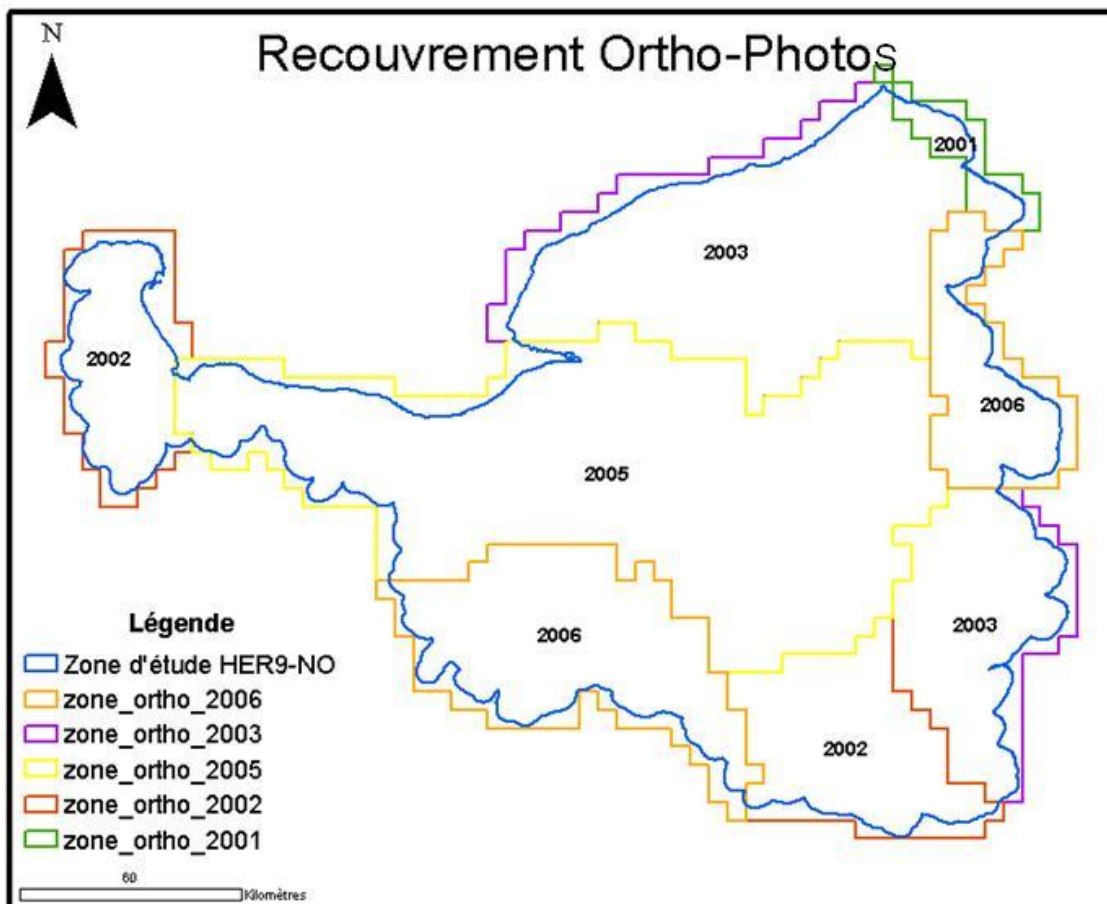 N
Recouvrement Ortho-Photos
2001
2003
2002
2006
2005
2006
2003
2002
Légende
Zone d'étude HER9-NO
zone_ortho_2006
zone_ortho_2003
zone_ortho_2005
zone_ortho_2002
zone_ortho_2001
60
Kilomètres